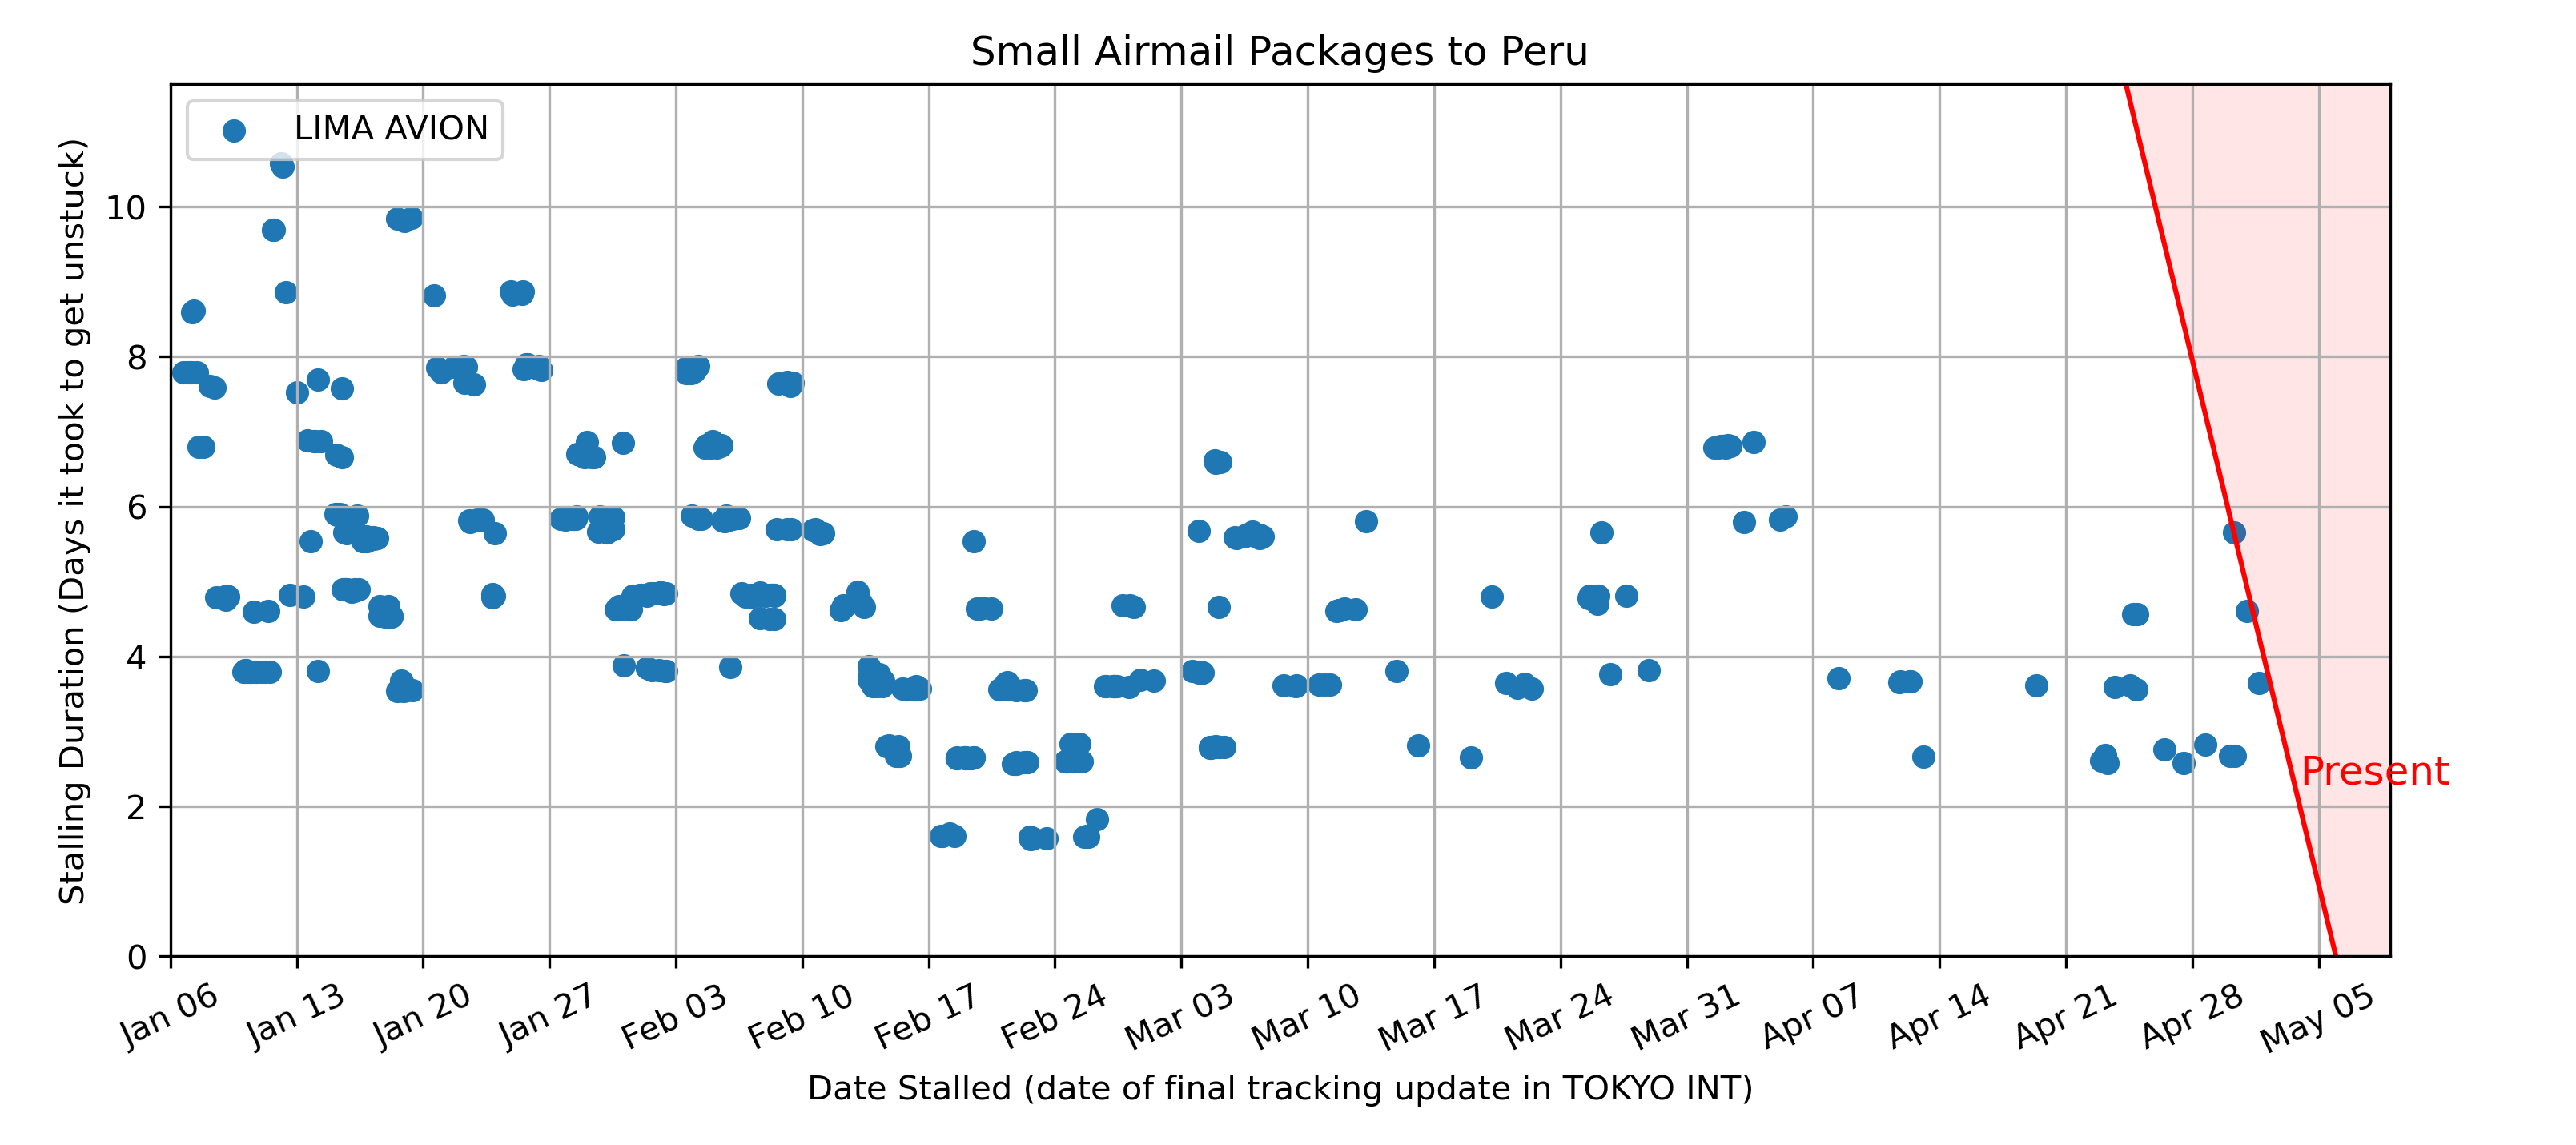 Small Airmail Packages to Peru
LIMA AVION
Stalling Duration (Days it took to get unstuck)
10
8
6
4
2
0
Present
Jan 06
Jan 13
Jan 20
Jan 27
Feb 03
Feb 10
Feb 17
Feb 24
Mar 03
Mar 10
Mar 17
Mar 24
Mar 31
Apr 07
Apr 14
Apr 21
Apr 28
May 05
Date Stalled (date of final tracking update in TOKYO INT)